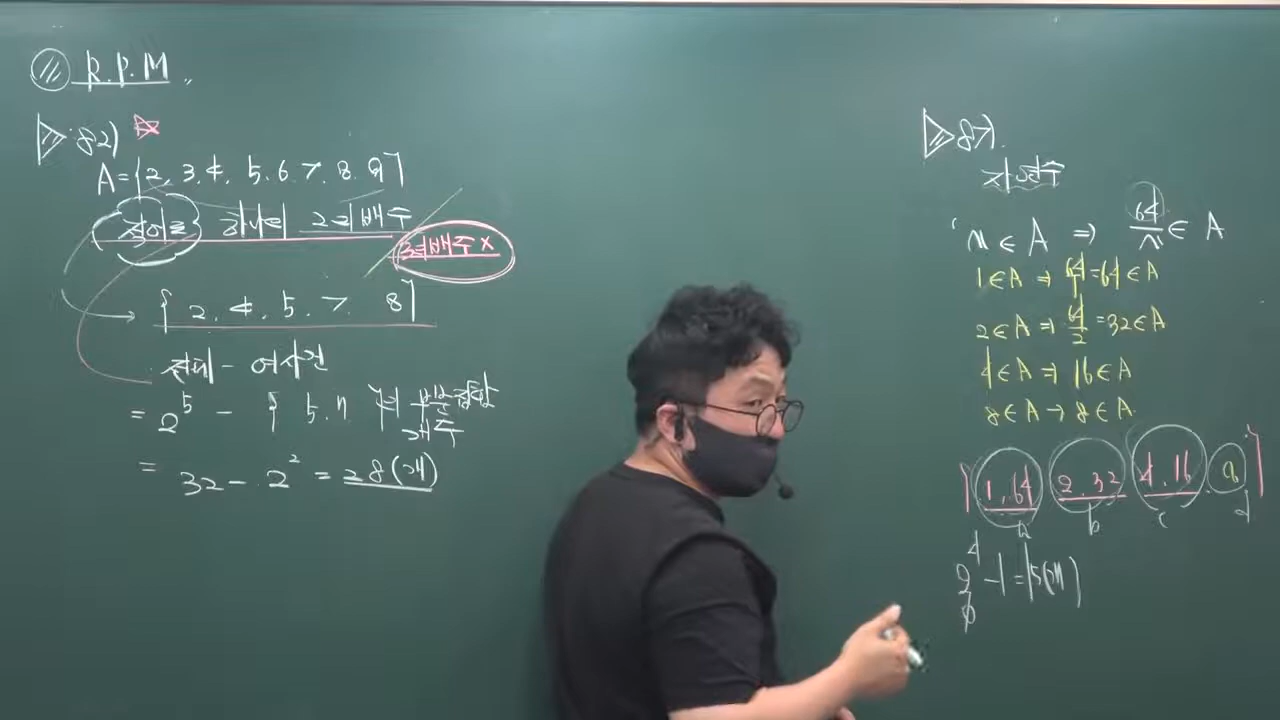 R.P.M
82)
A={2, 3, 4, 5, 6, 7, 8, 9}
적어도 하나의 2의 배수
3의 배수 x
{ 2, 4, 5, 7, 8}
전체 - 여사건
= 2⁵ - { 5, 7 }의 부분집합 개수
= 32 - 2² = 28(개)
87).
자연수
x ∈ A ⇒ 64/x ∈ A
1∈A ⇒ 64/1=64∈A
2∈A ⇒ 64/2=32∈A
4∈A ⇒ 16∈A
8∈A → 8∈A.
{1, 64 2, 32 4, 16, 8}
a b c d
2⁴ -1 = 15(개)
φ